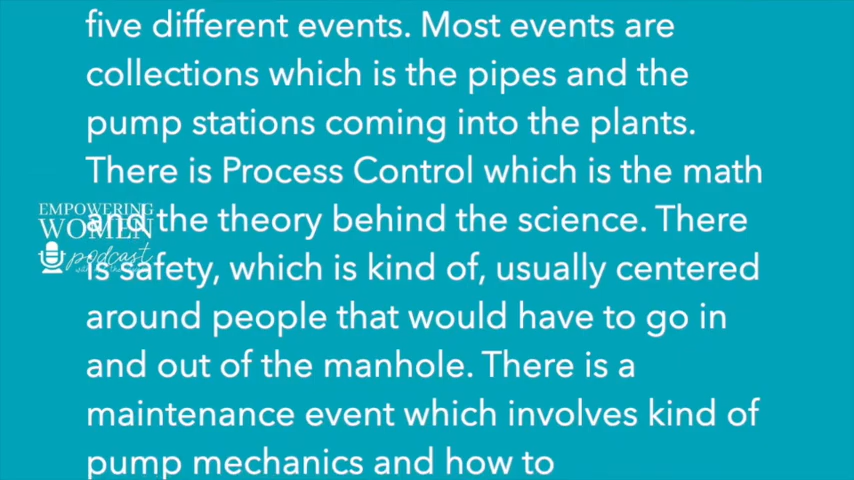 five different events. Most events are
collections which is the pipes and the
pump stations coming into the plants.
There is Process Control which is the math
and the theory behind the science. There
is safety, which is kind of, usually centered
around people that would have to go in
and out of the manhole. There is a
maintenance event which involves kind of
pump mechanics and how to
EMPOWERING
WOMEN
podcast